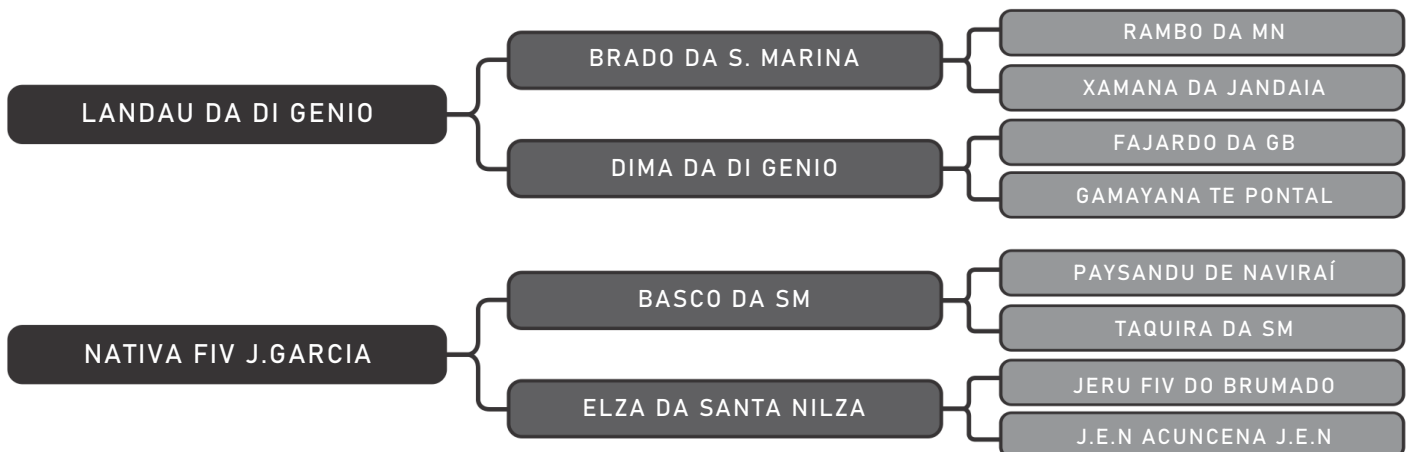 LANDAU DA DI GENIO
BRADO DA S. MARINA
RAMBO DA MN
XAMANA DA JANDAIA
DIMA DA DI GENIO
FAJARDO DA GB
GAMAYANA TE PONTAL
NATIVA FIV J.GARCIA
BASCO DA SM
PAYSANDU DE NAVIRAÍ
TAQUIRA DA SM
ELZA DA SANTA NILZA
JERU FIV DO BRUMADO
J.E.N ACUNCENA J.E.N